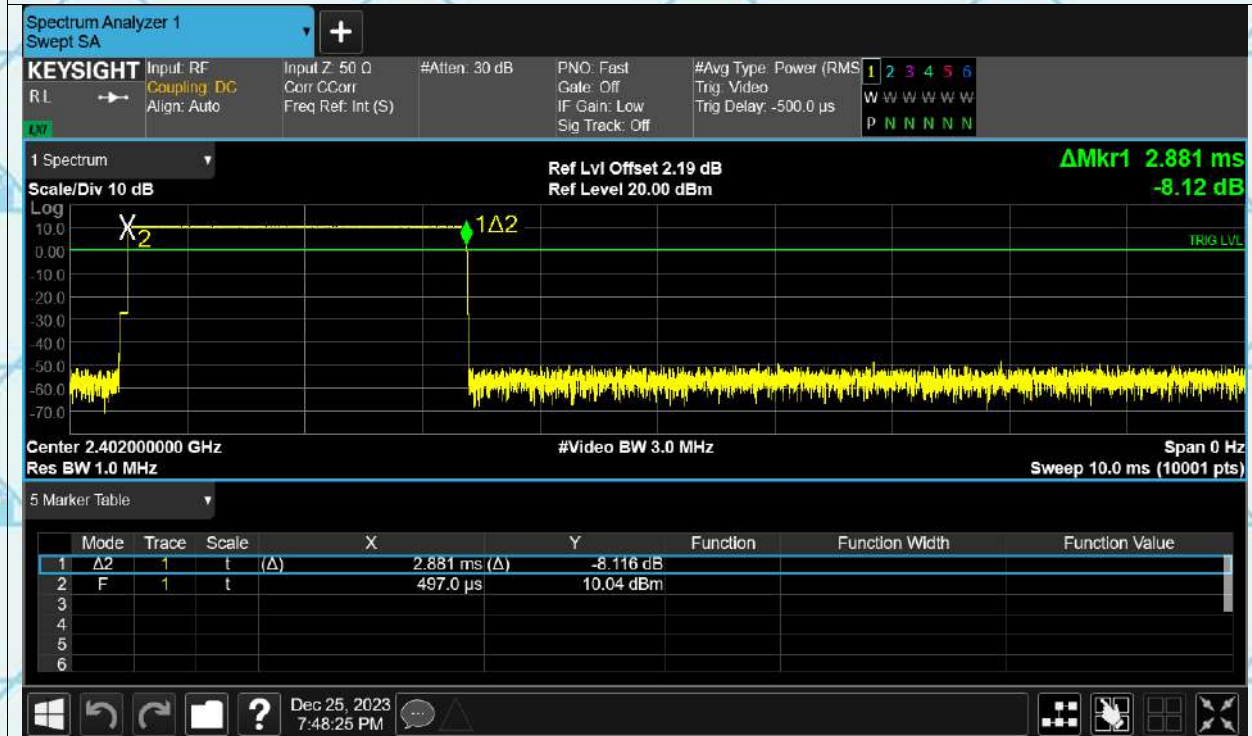 Spectrum Analyzer 1
Swept SA
+
KEYSIGHT
RL
LXI
Input: RF
Coupling: DC
Align: Auto
Input Z: 50 Ω
Corr CCorr
Freq Ref: Int (S)
#Atten: 30 dB
PNO: Fast
Gate: Off
IF Gain: Low
Sig Track: Off
#Avg Type: Power (RMS
Trig: Video
Trig Delay: -500.0 µs
1 2 3 4 5 6
W W W W W W
P N N N N N
1 Spectrum
Scale/Div 10 dB
Ref Lvl Offset 2.19 dB
Ref Level 20.00 dBm
ΔMkr1 2.881 ms
-8.12 dB
Log
10.0
0.00
-10.0
-20.0
-30.0
-40.0
-50.0
-60.0
-70.0
X2
1Δ2
TRIG LVL
Center 2.402000000 GHz
#Video BW 3.0 MHz
Span 0 Hz
Res BW 1.0 MHz
Sweep 10.0 ms (10001 pts)
5 Marker Table
Mode Trace Scale X Y Function Function Width Function Value
1 Δ2 1 t (Δ) 2.881 ms (Δ) -8.116 dB
2 F 1 t 497.0 µs 10.04 dBm
3
4
5
6
?
Dec 25, 2023
7:48:25 PM